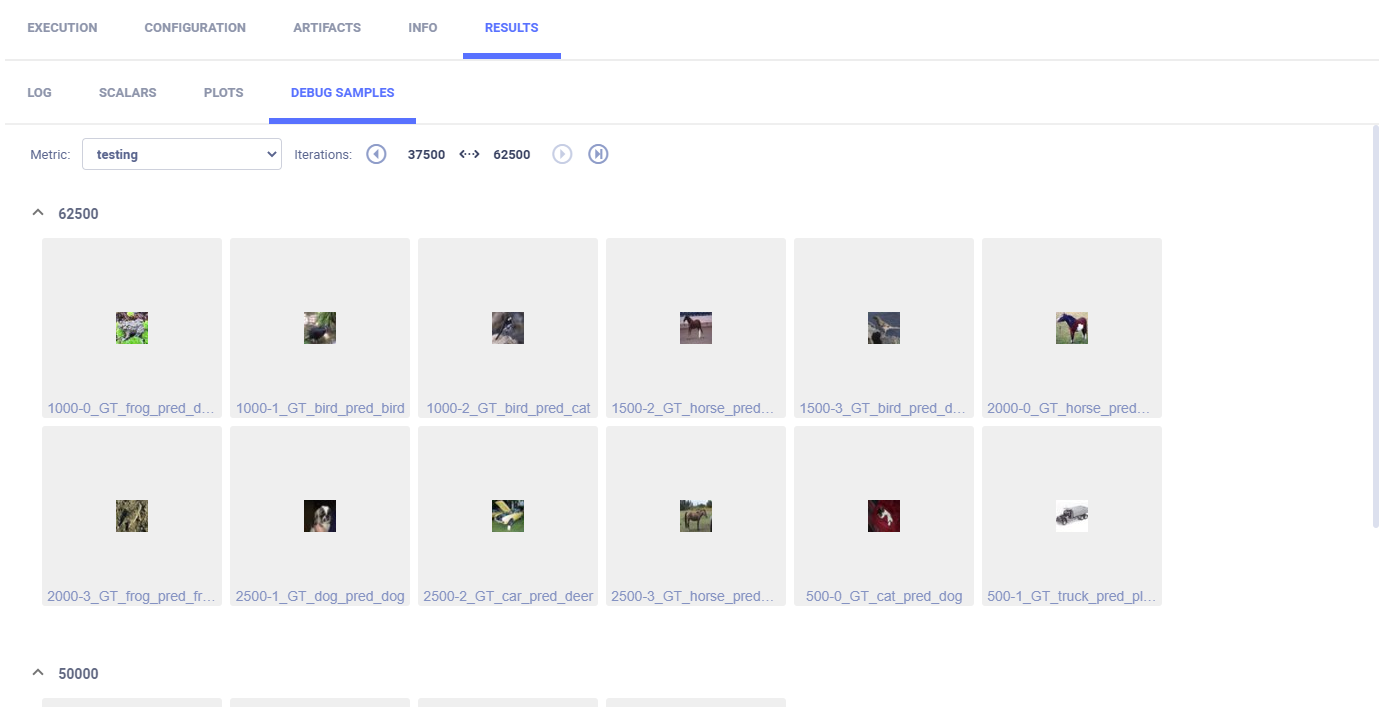 EXECUTION CONFIGURATION ARTIFACTS INFO RESULTS
LOG SCALARS PLOTS DEBUG SAMPLES
Metric: testing Iterations: 37500 62500
62500
1000-0_GT_frog_pred_d... 1000-1_GT_bird_pred_bird 1000-2_GT_bird_pred_cat 1500-2_GT_horse_pred... 1500-3_GT_bird_pred_d... 2000-0_GT_horse_pred...
2000-3_GT_frog_pred_fr... 2500-1_GT_dog_pred_dog 2500-2_GT_car_pred_deer 2500-3_GT_horse_pred... 500-0_GT_cat_pred_dog 500-1_GT_truck_pred_pl...
50000